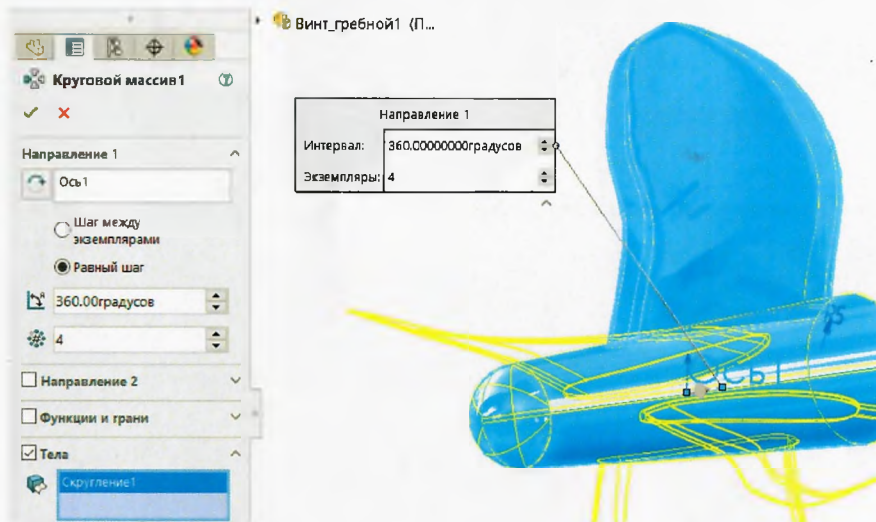 Винт_гребной1 (П...
Круговой массив1
Направление 1
Ось1
Шаг между
экземплярами
Равный шаг
360.00градусов
4
Направление 2
Функции и грани
Тела
Скругление1
Направление 1
Интервал: 360.00000000градусов
Экземпляры: 4
Ось1